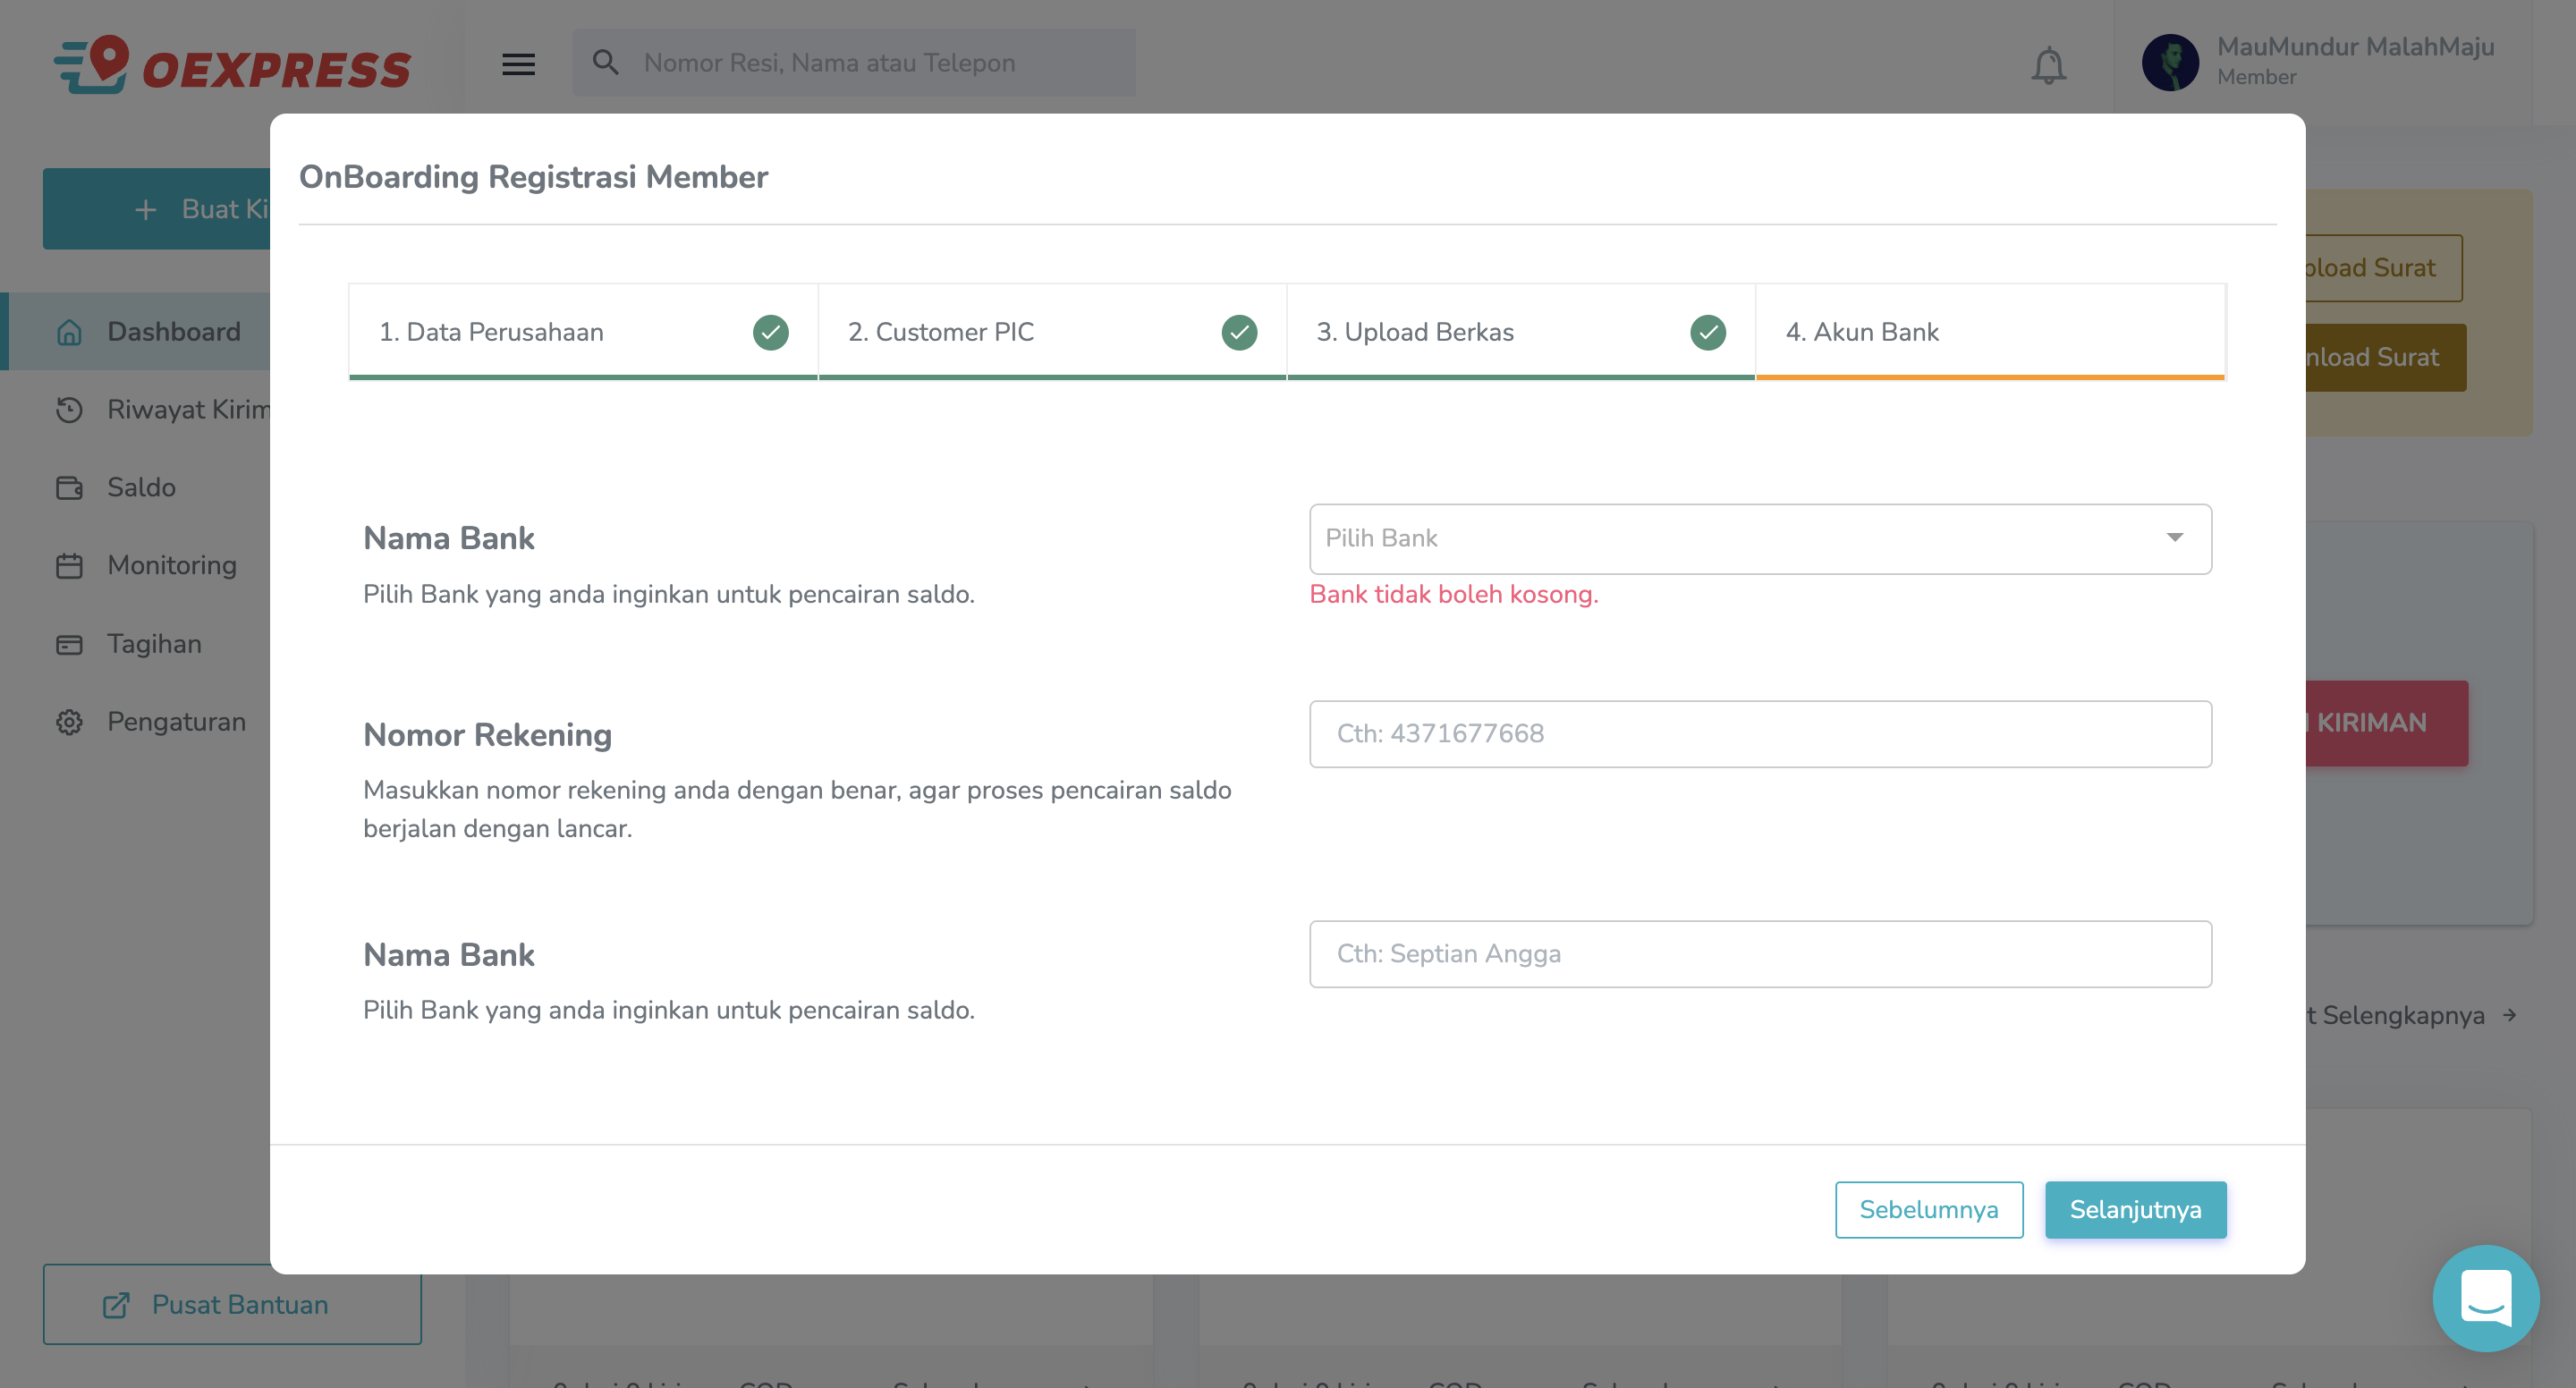 OEXPRESS
Nomor Resi, Nama atau Telepon
MauMundur MalahMaju
Member
Buat Ki
Dashboard
Riwayat Kirim
Saldo
Monitoring
Tagihan
Pengaturan
Pusat Bantuan
OnBoarding Registrasi Member
1. Data Perusahaan
2. Customer PIC
3. Upload Berkas
4. Akun Bank
Nama Bank
Pilih Bank yang anda inginkan untuk pencairan saldo.
Pilih Bank
Bank tidak boleh kosong.
Nomor Rekening
Masukkan nomor rekening anda dengan benar, agar proses pencairan saldo
berjalan dengan lancar.
Cth: 4371677668
Nama Bank
Pilih Bank yang anda inginkan untuk pencairan saldo.
Cth: Septian Angga
Sebelumnya
Selanjutnya
pload Surat
nload Surat
KIRIMAN
t Selengkapnya